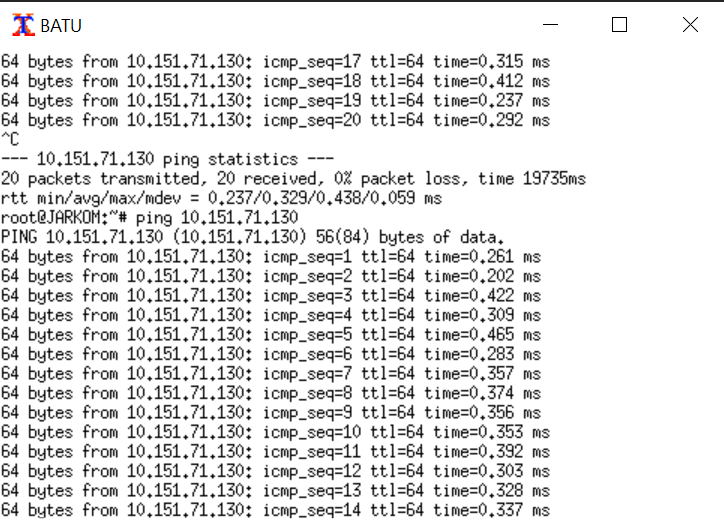 BATU
64 bytes from 10.151.71.130: icmp_seq=17 ttl=64 time=0.315 ms
64 bytes from 10.151.71.130: icmp_seq=18 ttl=64 time=0.412 ms
64 bytes from 10.151.71.130: icmp_seq=19 ttl=64 time=0.237 ms
64 bytes from 10.151.71.130: icmp_seq=20 ttl=64 time=0.292 ms
^C
--- 10.151.71.130 ping statistics ---
20 packets transmitted, 20 received, 0% packet loss, time 19735ms
rtt min/avg/max/mdev = 0.237/0.329/0.438/0.059 ms
root@JARKOM:~# ping 10.151.71.130
PING 10.151.71.130 (10.151.71.130) 56(84) bytes of data.
64 bytes from 10.151.71.130: icmp_seq=1 ttl=64 time=0.261 ms
64 bytes from 10.151.71.130: icmp_seq=2 ttl=64 time=0.202 ms
64 bytes from 10.151.71.130: icmp_seq=3 ttl=64 time=0.422 ms
64 bytes from 10.151.71.130: icmp_seq=4 ttl=64 time=0.309 ms
64 bytes from 10.151.71.130: icmp_seq=5 ttl=64 time=0.465 ms
64 bytes from 10.151.71.130: icmp_seq=6 ttl=64 time=0.283 ms
64 bytes from 10.151.71.130: icmp_seq=7 ttl=64 time=0.357 ms
64 bytes from 10.151.71.130: icmp_seq=8 ttl=64 time=0.374 ms
64 bytes from 10.151.71.130: icmp_seq=9 ttl=64 time=0.356 ms
64 bytes from 10.151.71.130: icmp_seq=10 ttl=64 time=0.353 ms
64 bytes from 10.151.71.130: icmp_seq=11 ttl=64 time=0.392 ms
64 bytes from 10.151.71.130: icmp_seq=12 ttl=64 time=0.303 ms
64 bytes from 10.151.71.130: icmp_seq=13 ttl=64 time=0.328 ms
64 bytes from 10.151.71.130: icmp_seq=14 ttl=64 time=0.337 ms